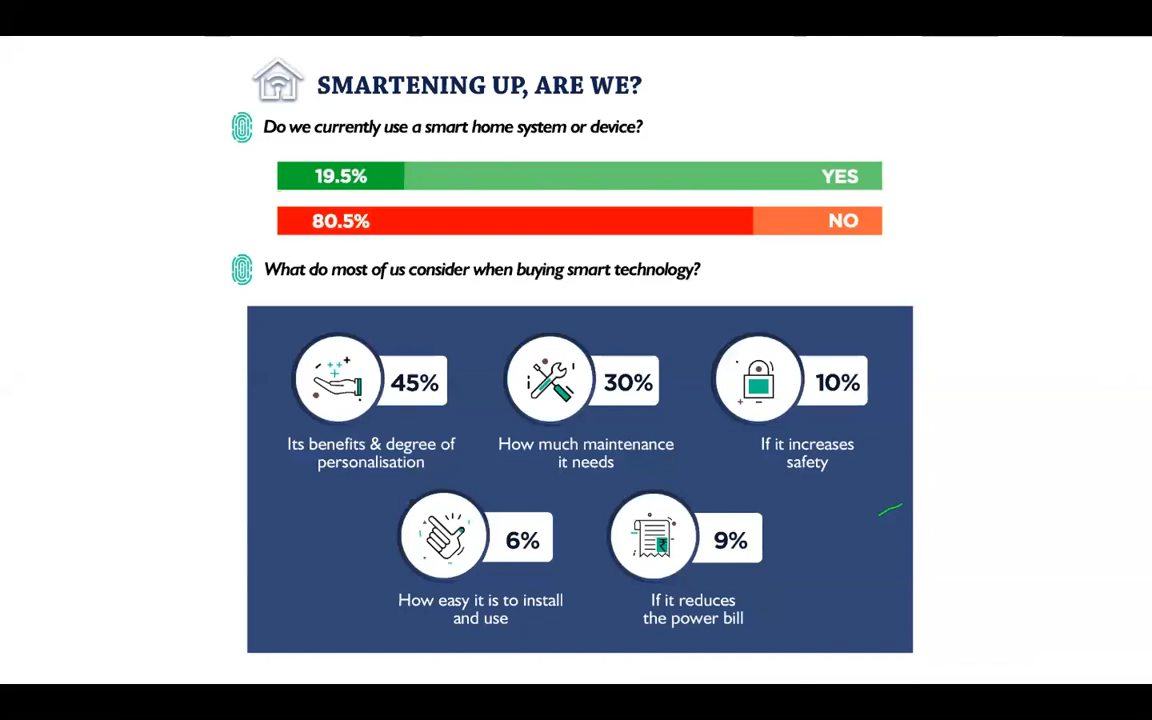 SMARTENING UP, ARE WE?
Do we currently use a smart home system or device?
19.5% YES
80.5% NO
What do most of us consider when buying smart technology?
45%
Its benefits & degree of
personalisation
30%
How much maintenance
it needs
10%
If it increases
safety
6%
How easy it is to install
and use
₹
9%
If it reduces
the power bill